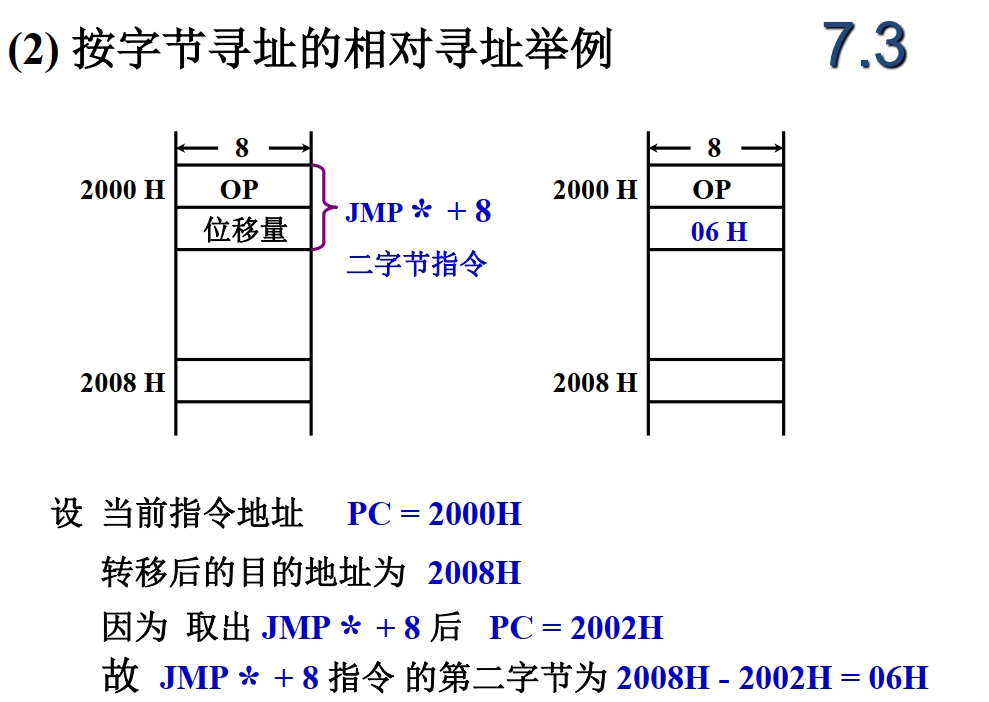 (2) 按字节寻址的相对寻址举例
7.3
8
2000 H
OP
位移量
JMP * + 8
二字节指令
2008 H
8
2000 H
OP
06 H
2008 H
设 当前指令地址 PC = 2000H
转移后的目的地址为 2008H
因为 取出 JMP * + 8 后 PC = 2002H
故 JMP * + 8 指令 的第二字节为 2008H - 2002H = 06H